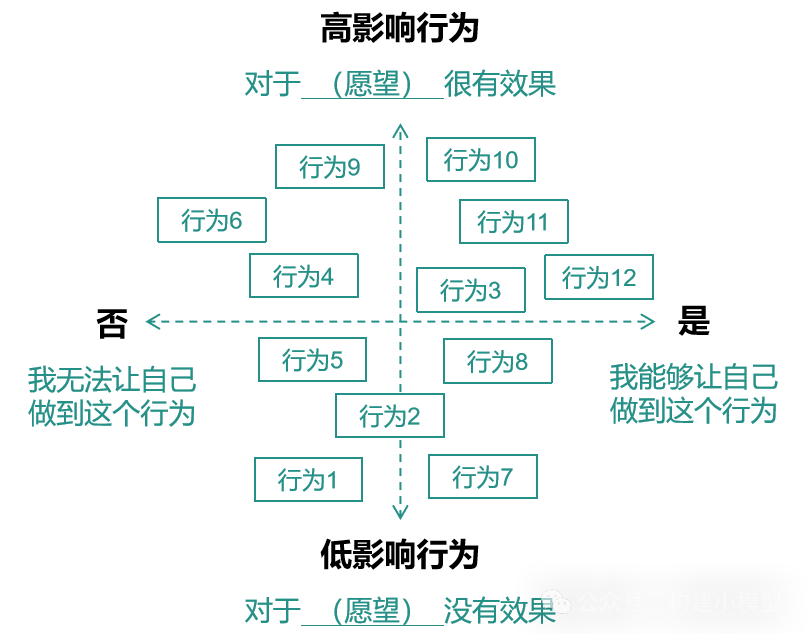 高影响行为
对于 （愿望） 很有效果
行为9
行为10
行为6
行为11
行为4
行为3
行为12
否
是
我无法让自己
做到这个行为
行为5
行为8
我能够让自己
做到这个行为
行为2
行为1
行为7
低影响行为
对于 （愿望） 没有效果
公众号